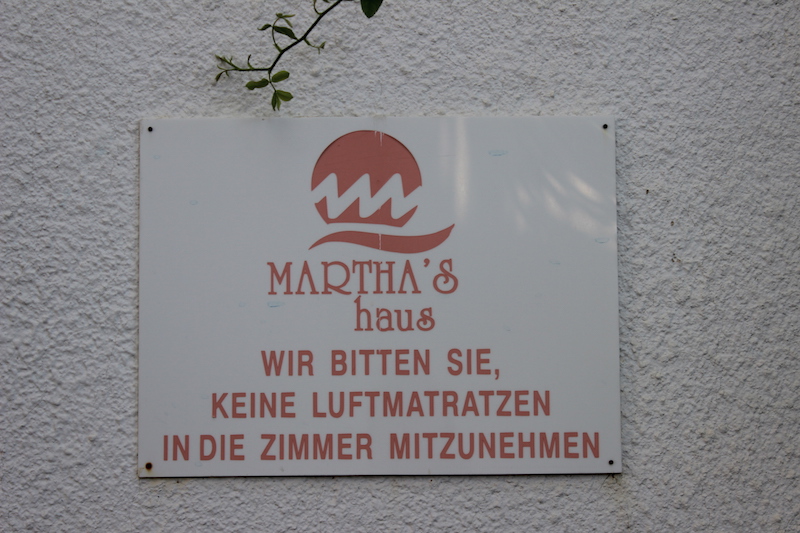 MARTHA'S
haus
WIR BITTEN SIE,
KEINE LUFTMATRATZEN
IN DIE ZIMMER MITZUNEHMEN